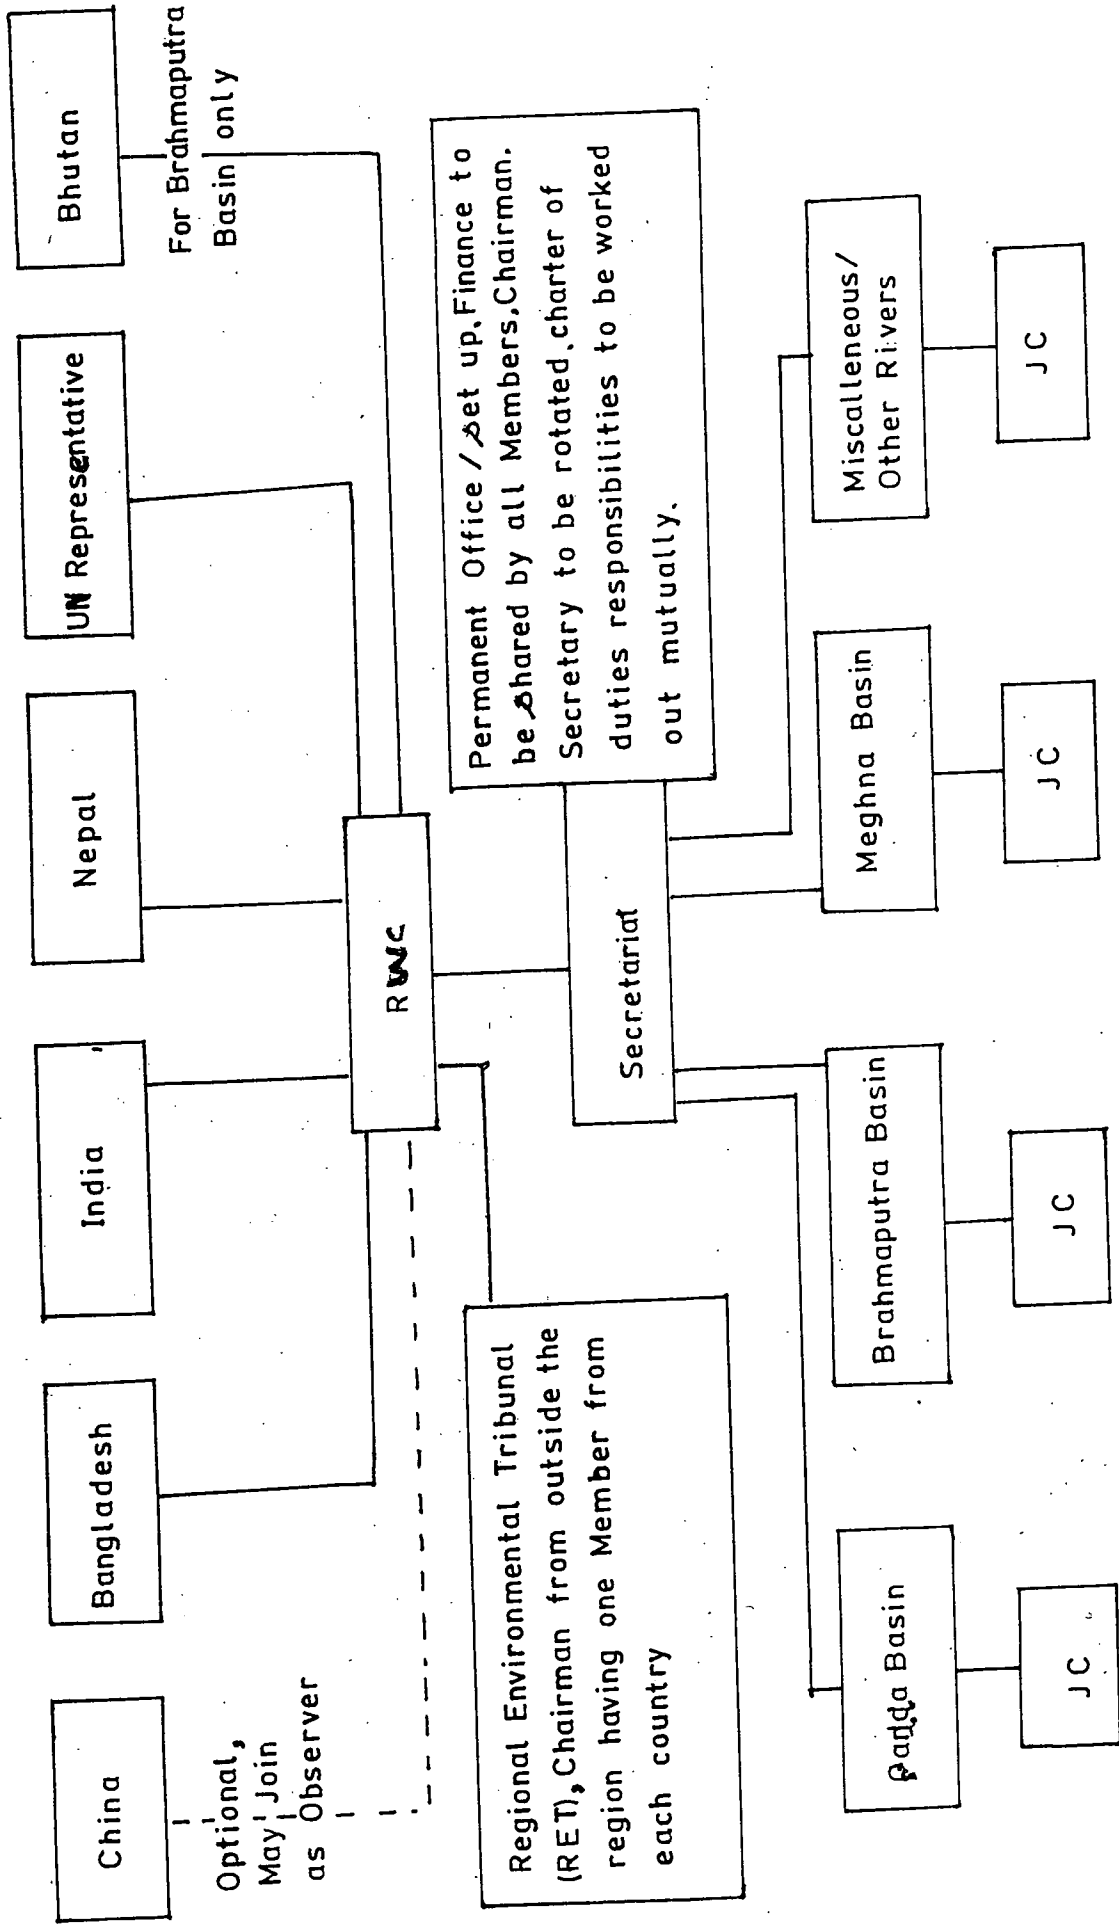 China
Bangladesh
India
Nepal
UN Representative
Bhutan
Optional,
May Join
as Observer
For Brahmaputra
Basin only
RWC
Regional Environmental Tribunal
(RET), Chairman from outside the
region having one Member from
each country
Secretariat
Permanent Office / set up, Finance to
be shared by all Members, Chairman.
Secretary to be rotated, charter of
duties responsibilities to be worked
out mutually.
Padda Basin
Brahmaputra Basin
Meghna Basin
Miscalleneous/
Other Rivers
JC
JC
JC
JC